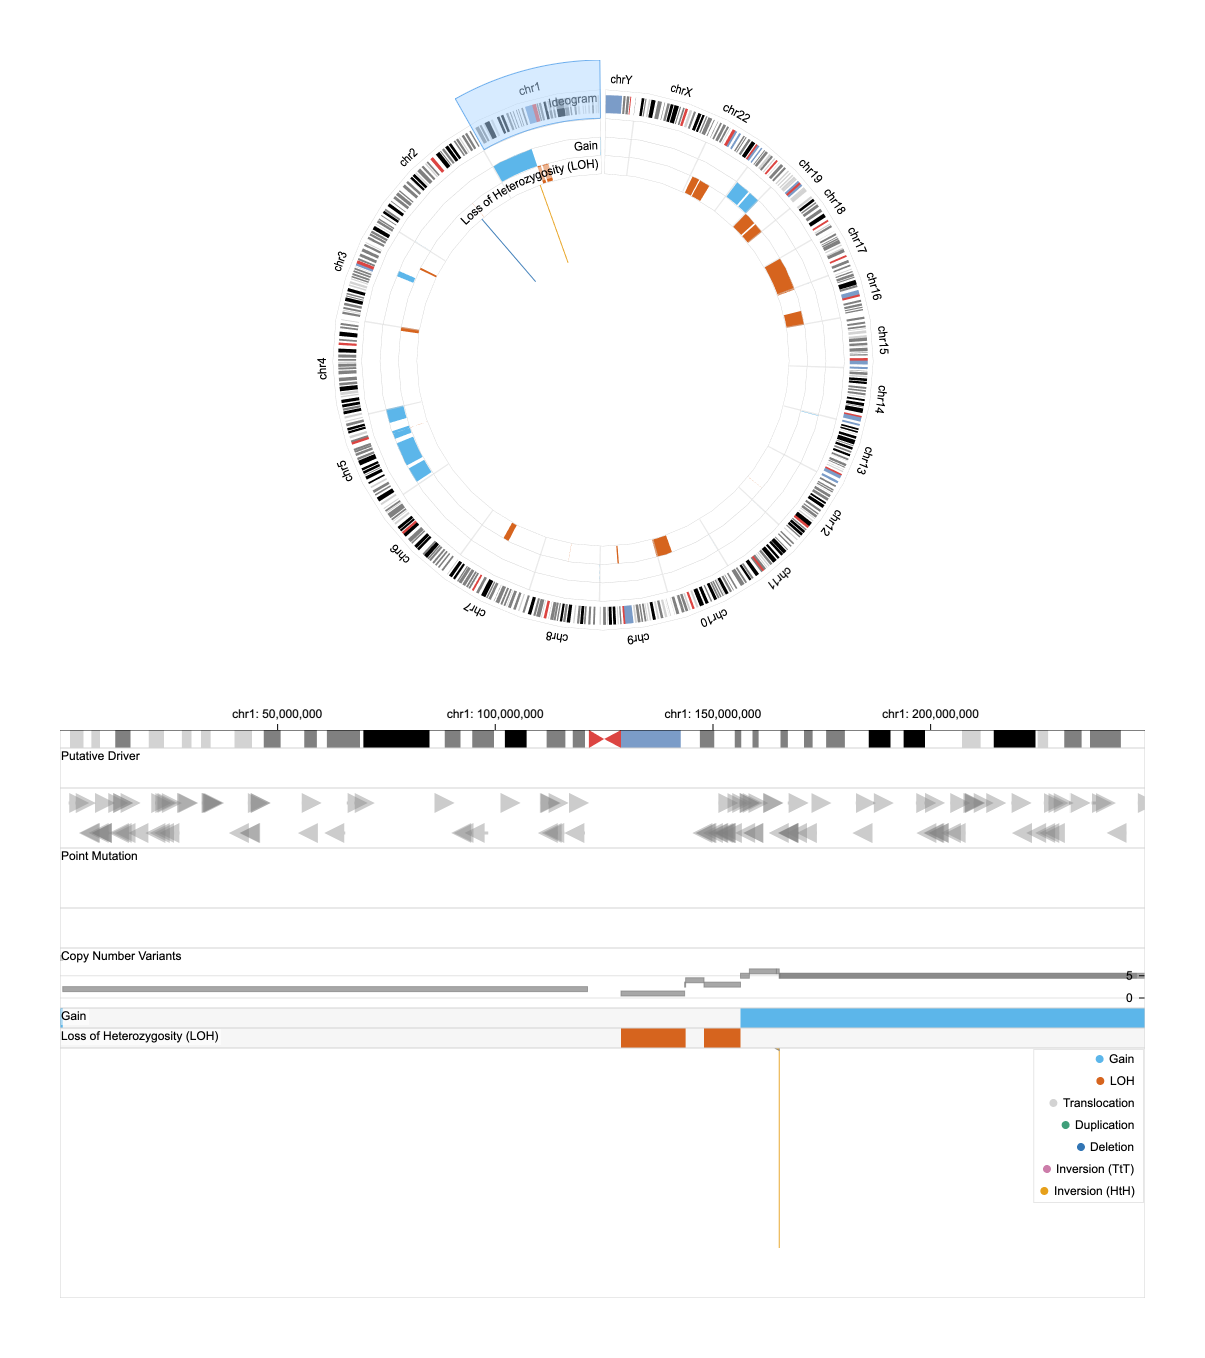 chr1
Ideogram
Gain
Loss of Heterozygosity (LOH)
chrY
chrX
chr22
chr19
chr18
chr17
chr16
chr15
chr14
chr13
chr12
chr11
chr10
chr9
chr8
chr7
chr6
chr5
chr4
chr3
chr2
chr1: 50,000,000 chr1: 100,000,000 chr1: 150,000,000 chr1: 200,000,000
Putative Driver
Point Mutation
Copy Number Variants
5
0
Gain
Loss of Heterozygosity (LOH)
Gain
LOH
Translocation
Duplication
Deletion
Inversion (TtT)
Inversion (HtH)